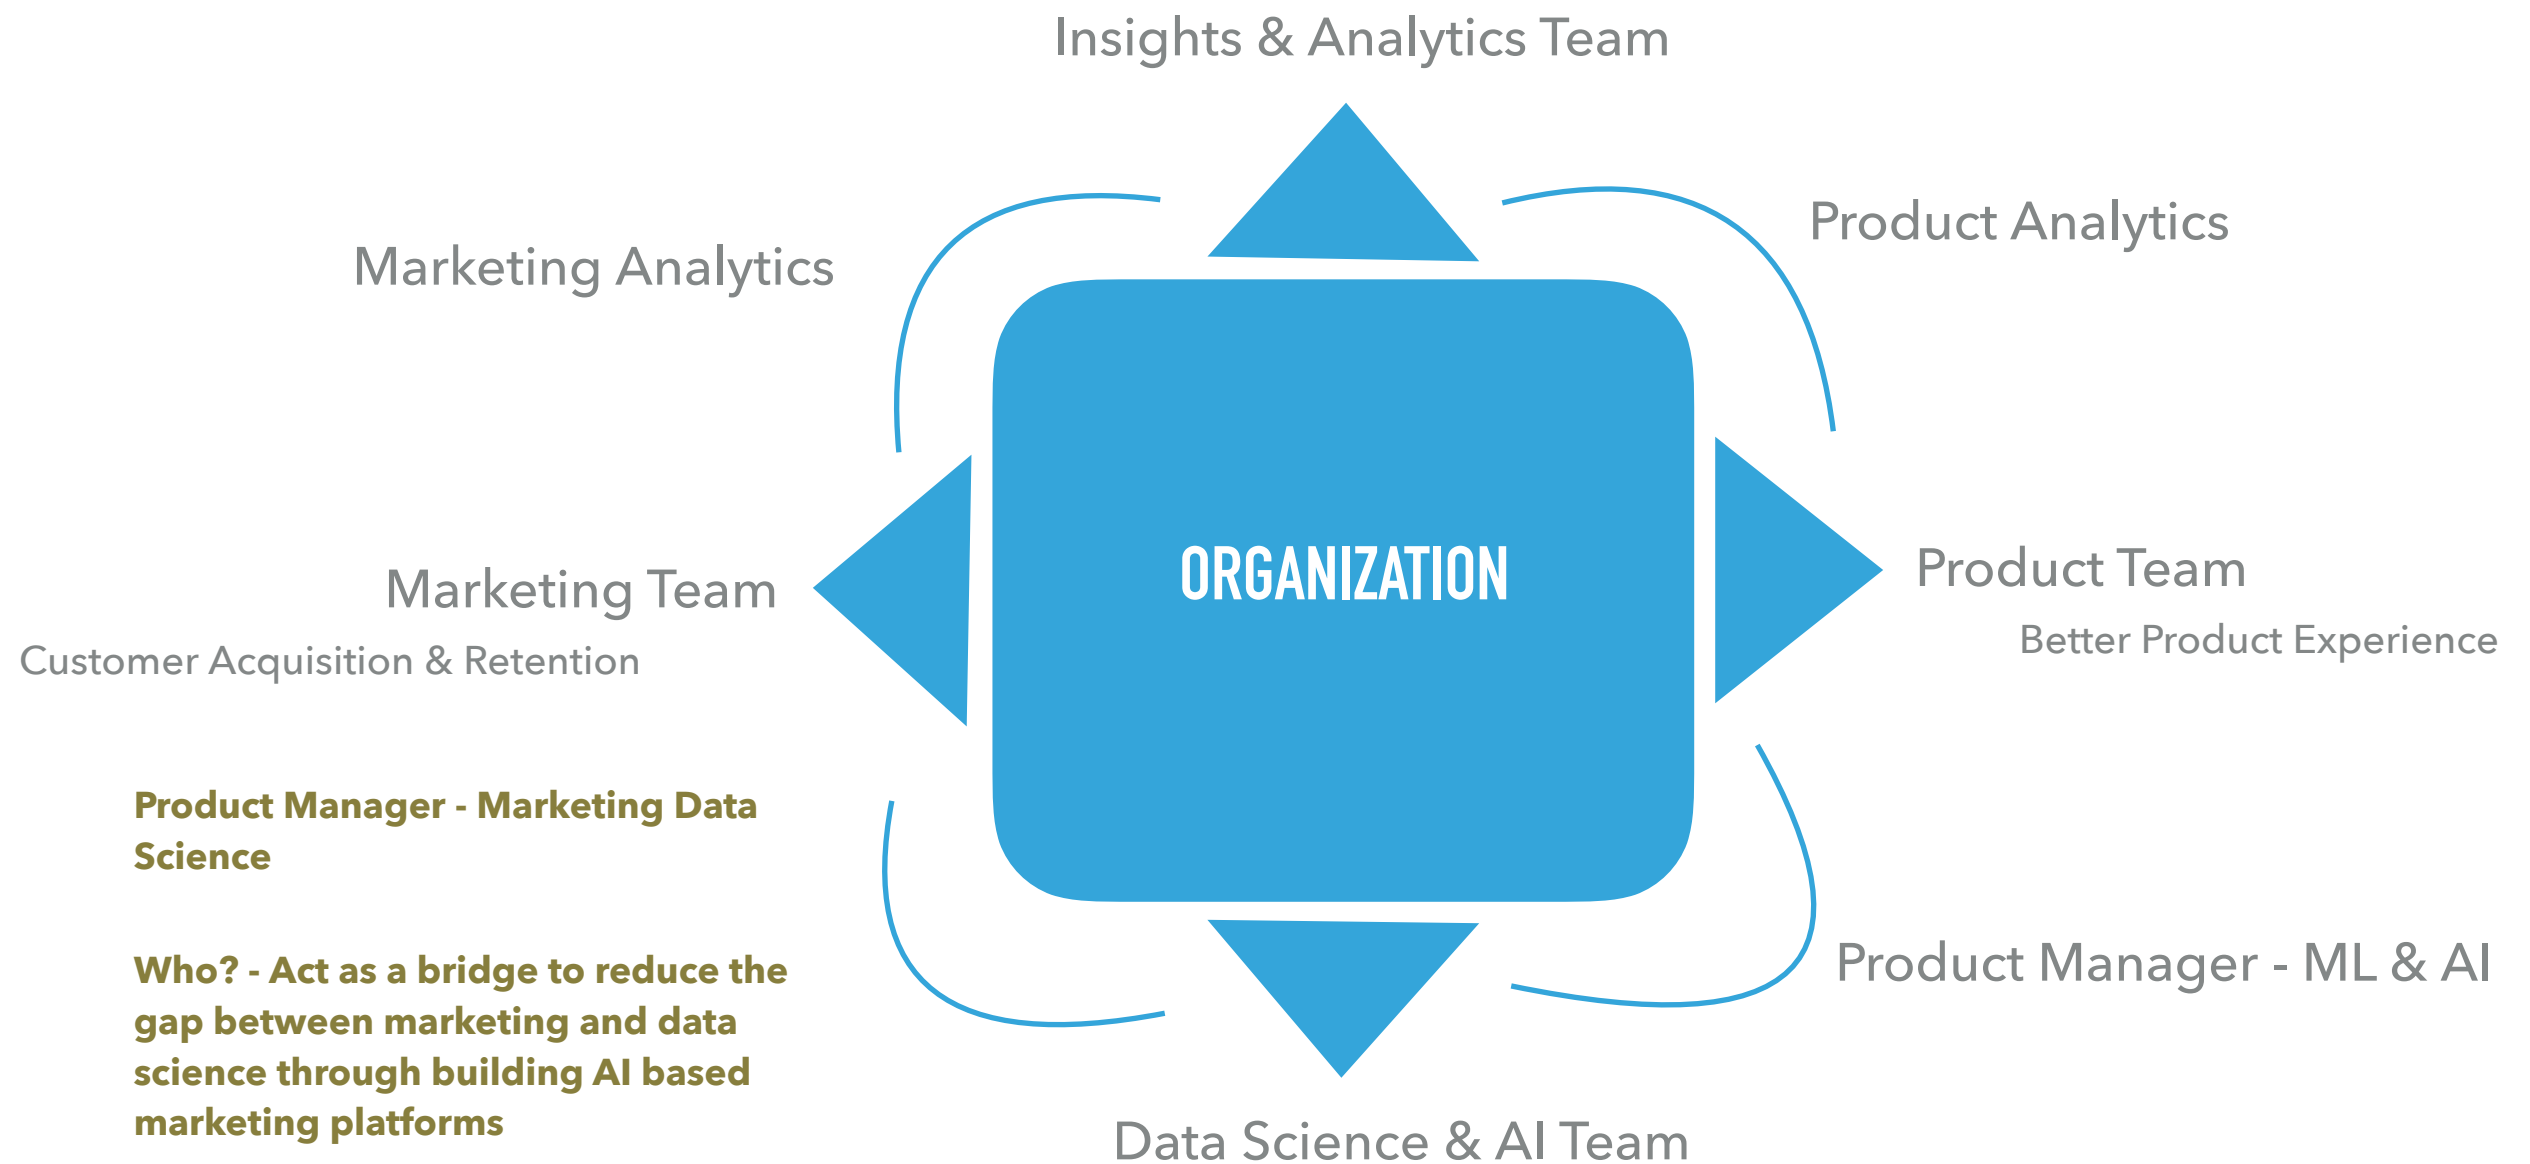 Insights & Analytics Team
Product Analytics
Marketing Analytics
ORGANIZATION
Product Team
Better Product Experience
Marketing Team
Customer Acquisition & Retention
Product Manager - Marketing Data
Science
Who? - Act as a bridge to reduce the
gap between marketing and data
science through building AI based
marketing platforms
Product Manager - ML & AI
Data Science & AI Team